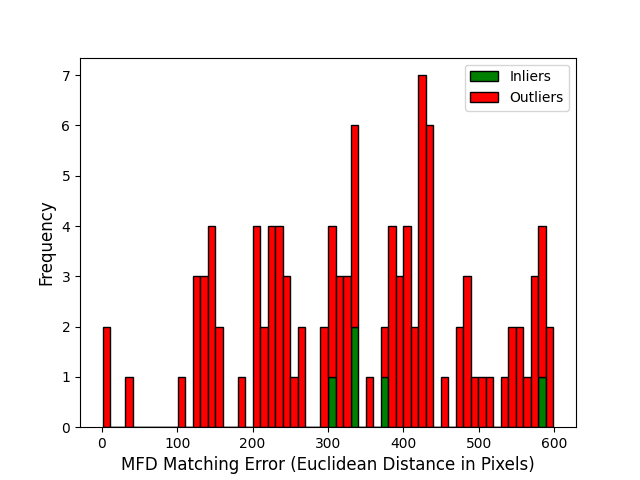 Inliers
Outliers
7
6
5
4
3
2
1
0
Frequency
0 100 200 300 400 500 600
MFD Matching Error (Euclidean Distance in Pixels)